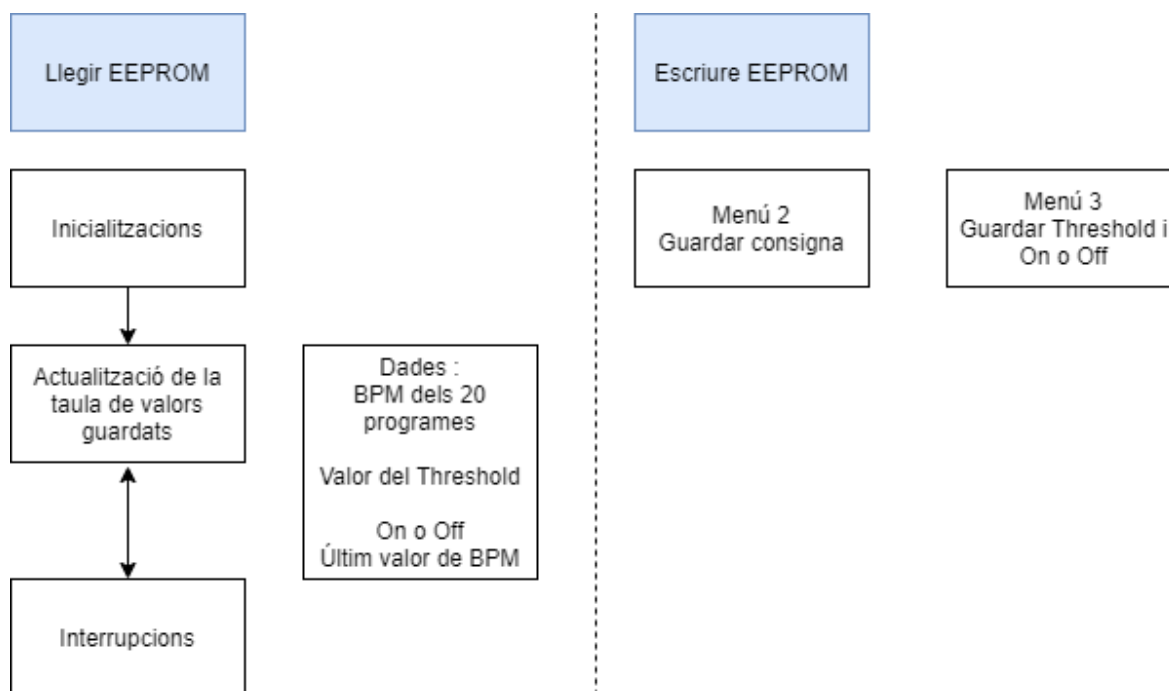 Llegir EEPROM
Escriure EEPROM
Inicialitzacions
Menú 2
Guardar consigna
Menú 3
Guardar Threshold i
On o Off
Actualització de la
taula de valors
guardats
Dades :
BPM dels 20
programes
Valor del Threshold
On o Off
Últim valor de BPM
Interrupcions